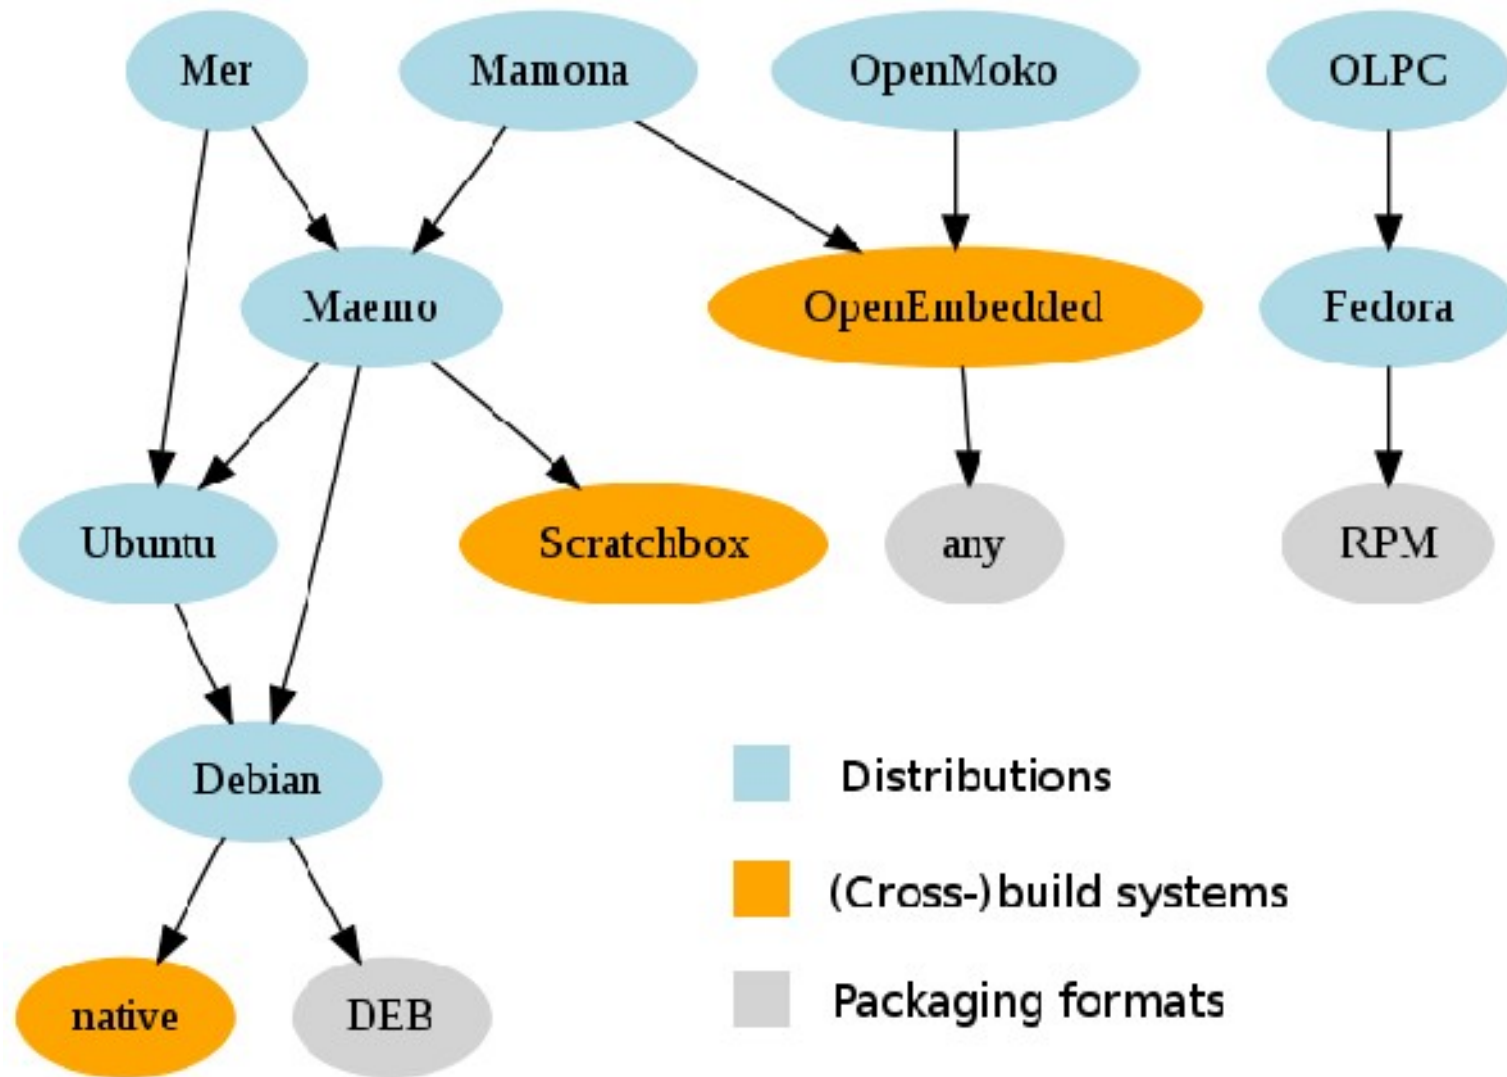 Mer
Mamona
OpenMoko
OLPC
Maemo
OpenEmbedded
Fedora
Ubuntu
Scratchbox
any
RPM
Debian
Distributions
(Cross-)build systems
native
DEB
Packaging formats